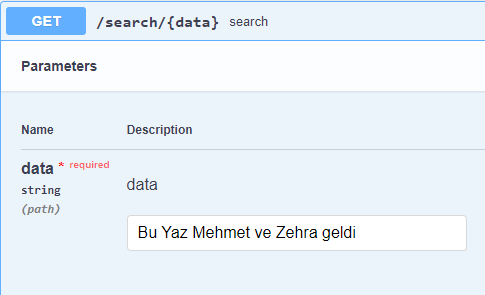 GET /search/{data} search
Parameters
Name Description
data * required data
string
(path)
Bu Yaz Mehmet ve Zehra geldi